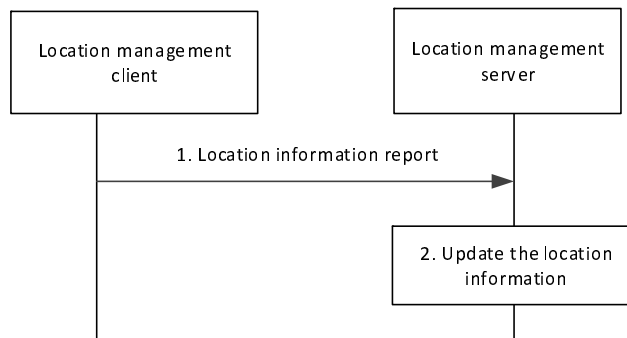 Location management
client
Location management
server
1. Location information report
2. Update the location
information